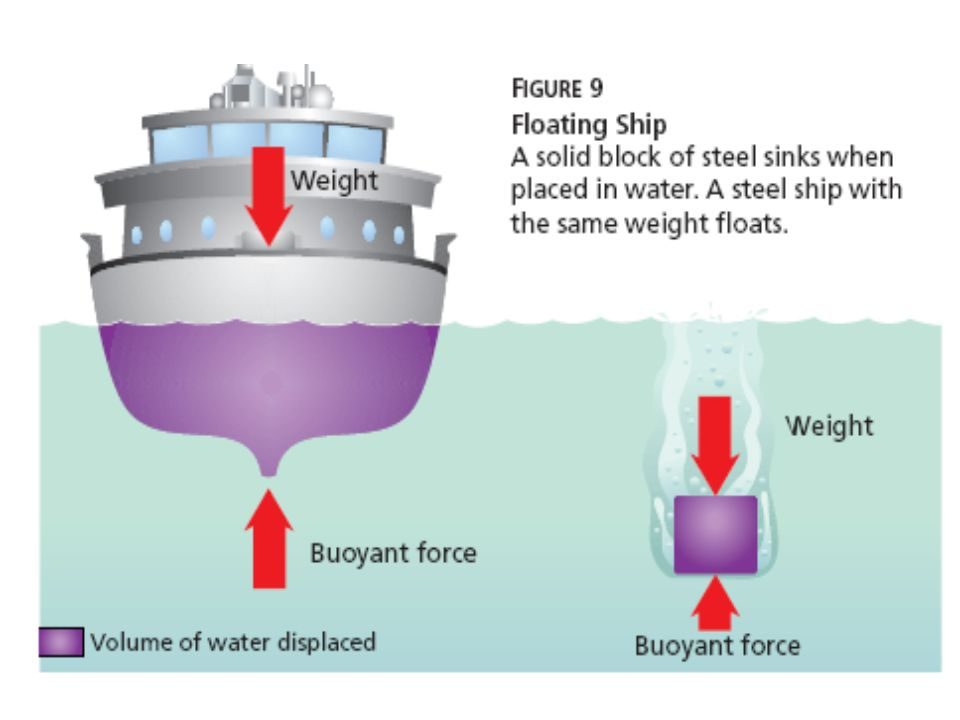 FIGURE 9
Floating Ship
A solid block of steel sinks when
placed in water. A steel ship with
the same weight floats.
Weight
Weight
Buoyant force
Volume of water displaced
Buoyant force